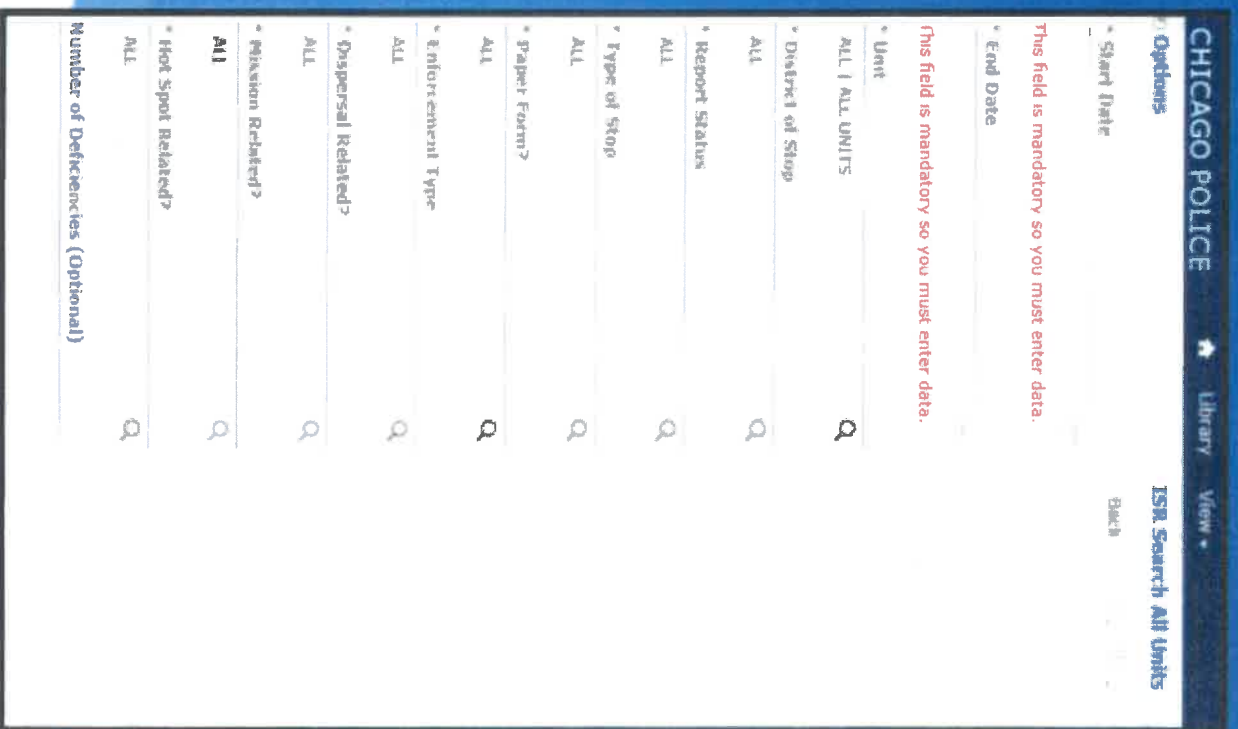 CHICAGO POLICE Library View
Options
ISR Search All Units
* Start Date
Back
This field is mandatory so you must enter data.
* End Date
This field is mandatory so you must enter data.
* Unit
ALL | ALL UNITS
* District of Stop
ALL
* Report Status
ALL
* Type of Stop
ALL
* Paper Form?
ALL
* Enforcement Type
ALL
* Dispersal Related?
ALL
* Mission Related?
ALL
* Hot Spot Related?
ALL
Number of Deficiencies (Optional)